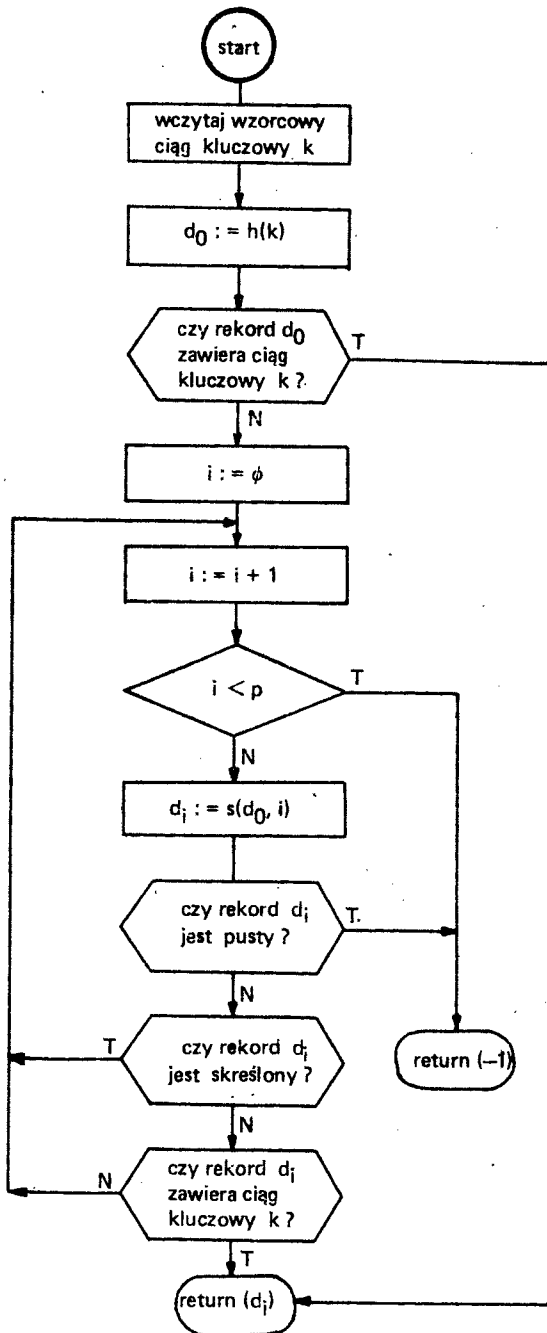 start
wczytaj wzorcowy
ciąg kluczowy k
d0 : = h(k)
czy rekord d0
zawiera ciąg
kluczowy k ?
T
N
i : = ϕ
i : = i + 1
i < p
T
N
di : = s(d0, i)
czy rekord di
jest pusty ?
T
N
czy rekord di
jest skreślony ?
T
return (–1)
N
czy rekord di
zawiera ciąg
kluczowy k ?
N
T
return (di)